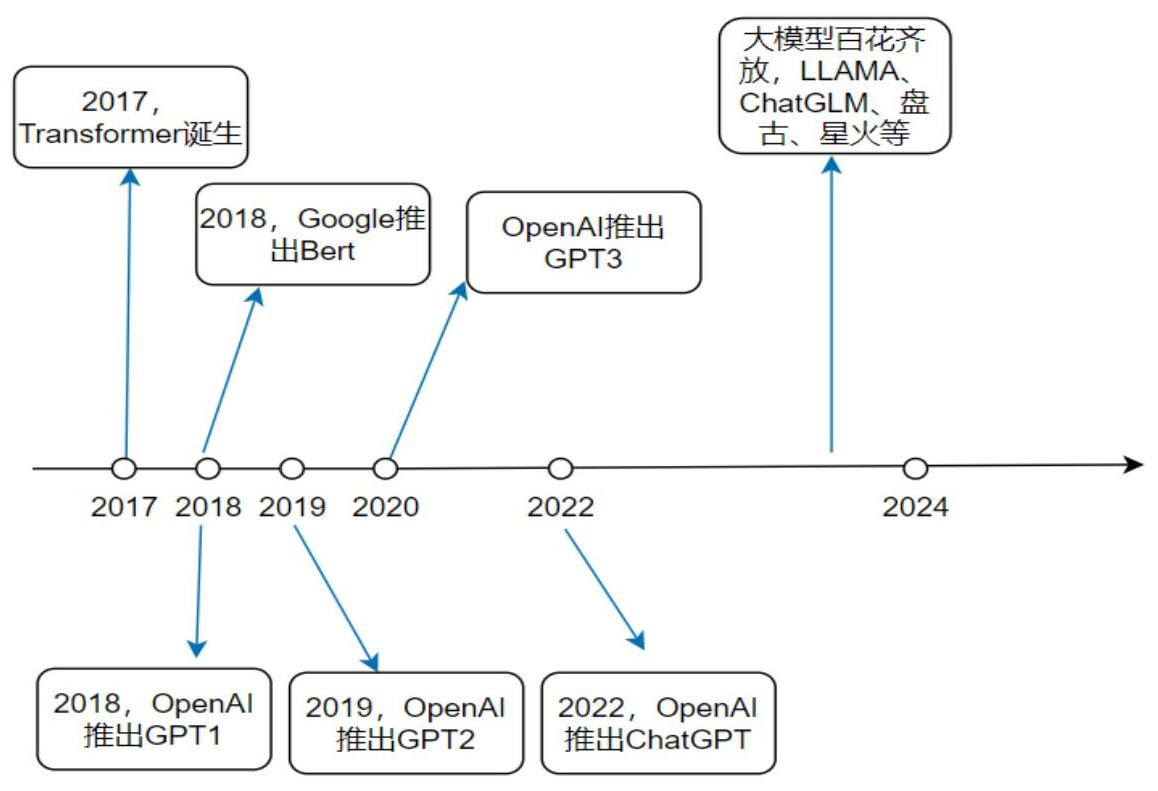 大模型百花齐
放，LLAMA、
ChatGLM、盘
古、星火等
2017，
Transformer诞生
2018，Google推
出Bert
OpenAI推出
GPT3
2017 2018 2019 2020 2022 2024
2018，OpenAI
推出GPT1
2019，OpenAI
推出GPT2
2022，OpenAI
推出ChatGPT